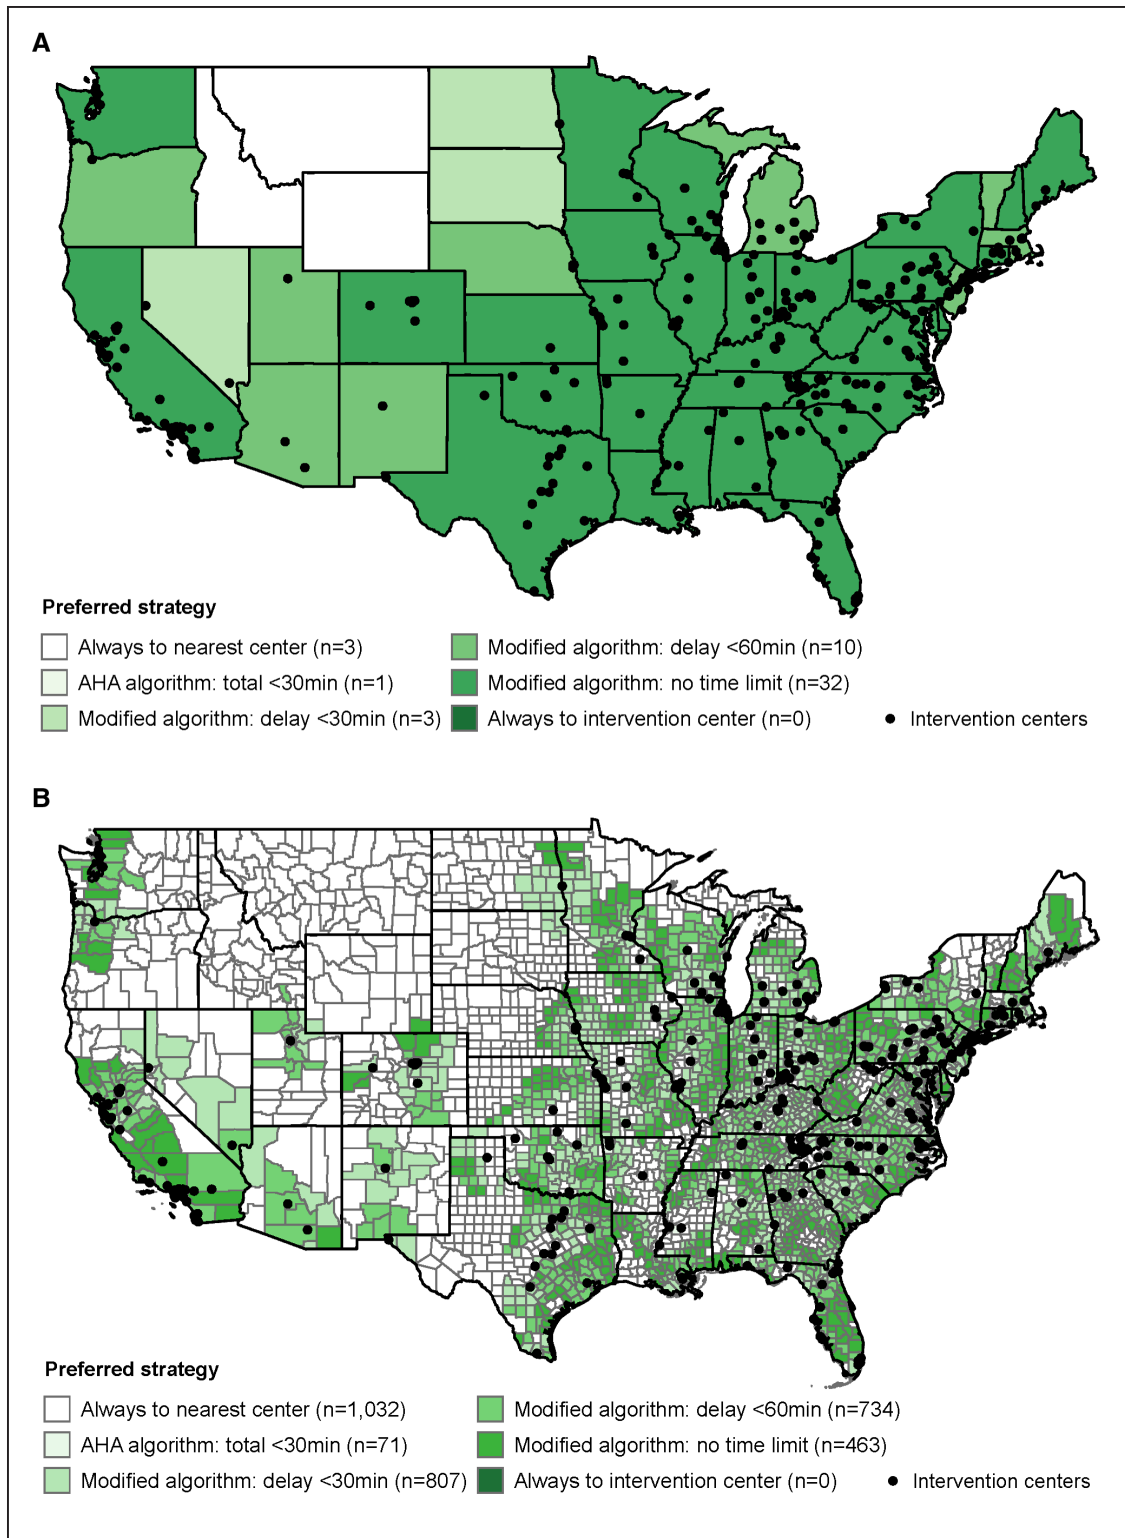 A
Preferred strategy
Always to nearest center (n=3)
AHA algorithm: total <30min (n=1)
Modified algorithm: delay <30min (n=3)
Modified algorithm: delay <60min (n=10)
Modified algorithm: no time limit (n=32)
Always to intervention center (n=0)
Intervention centers
B
Preferred strategy
Always to nearest center (n=1,032)
AHA algorithm: total <30min (n=71)
Modified algorithm: delay <30min (n=807)
Modified algorithm: delay <60min (n=734)
Modified algorithm: no time limit (n=463)
Always to intervention center (n=0)
Intervention centers